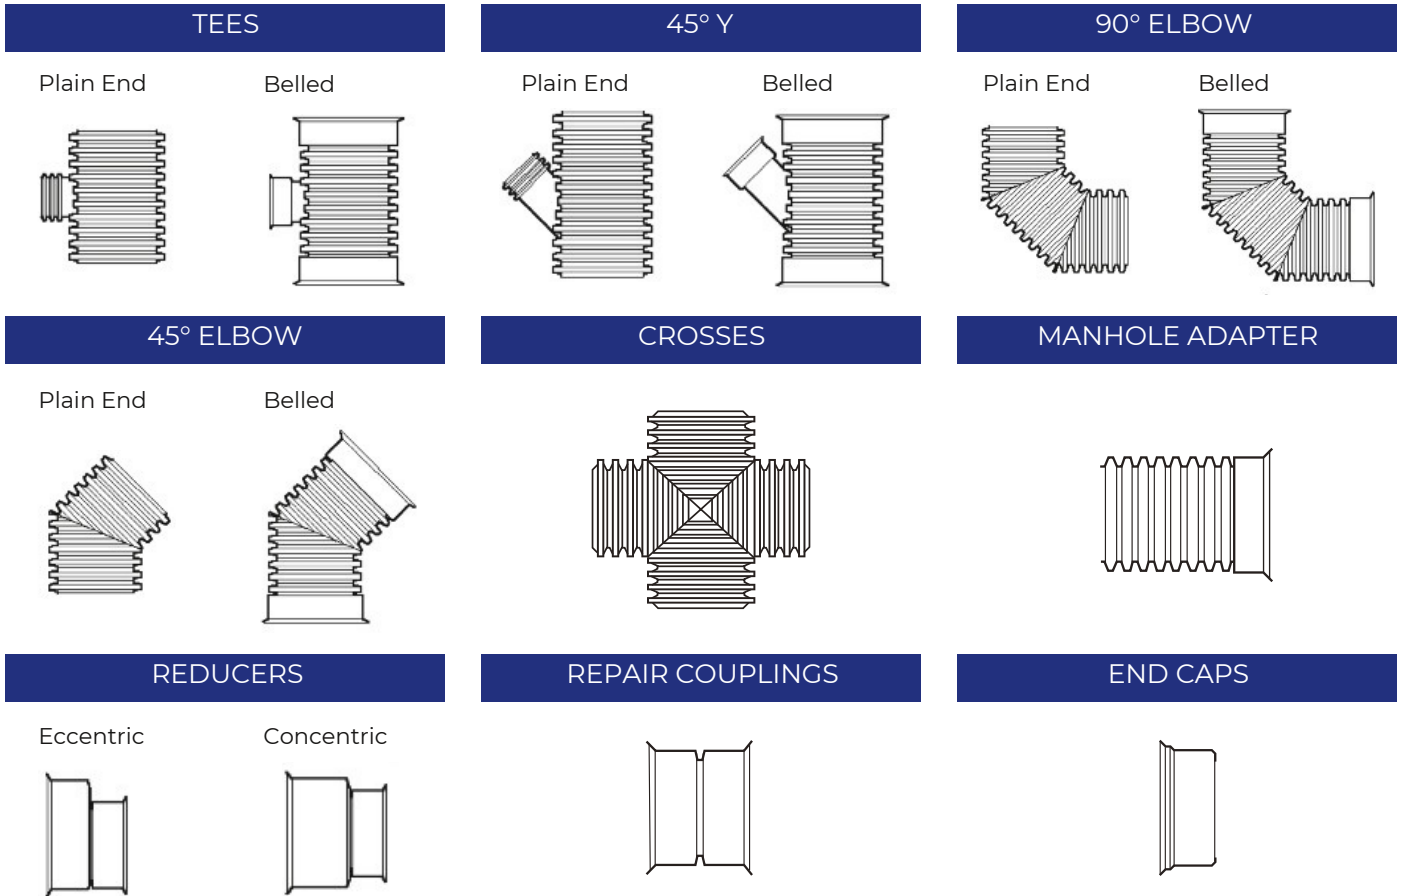 TEES
45° Y
90° ELBOW
Plain End
Belled
Plain End
Belled
Plain End
Belled
45° ELBOW
CROSSES
MANHOLE ADAPTER
Plain End
Belled
REDUCERS
REPAIR COUPLINGS
END CAPS
Eccentric
Concentric